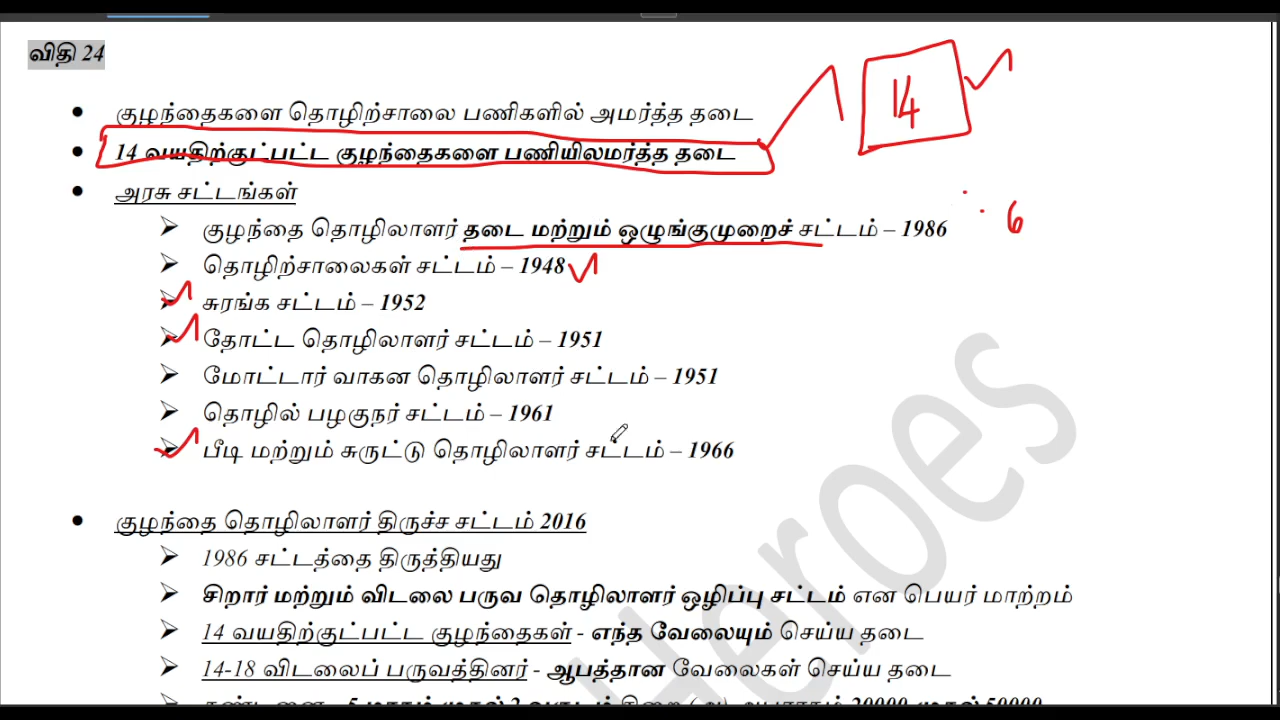 விதி 24
14
• குழந்தைகளை தொழிற்சாலை பணிகளில் அமர்த்த தடை
• 14 வயதிற்குட்பட்ட குழந்தைகளை பணியிலமர்த்த தடை
• அரசு சட்டங்கள்
➢ குழந்தை தொழிலாளர் தடை மற்றும் ஒழுங்குமுறைச் சட்டம் – 1986
6
➢ தொழிற்சாலைகள் சட்டம் – 1948
➢ சுரங்க சட்டம் – 1952
➢ தோட்ட தொழிலாளர் சட்டம் – 1951
➢ மோட்டார் வாகன தொழிலாளர் சட்டம் – 1951
➢ தொழில் பழகுநர் சட்டம் – 1961
➢ பீடி மற்றும் சுருட்டு தொழிலாளர் சட்டம் – 1966
• குழந்தை தொழிலாளர் திருச்ச சட்டம் 2016
➢ 1986 சட்டத்தை திருத்தியது
➢ சிறார் மற்றும் விடலை பருவ தொழிலாளர் ஒழிப்பு சட்டம் என பெயர் மாற்றம்
➢ 14 வயதிற்குட்பட்ட குழந்தைகள் - எந்த வேலையும் செய்ய தடை
➢ 14-18 விடலைப் பருவத்தினர் - ஆபத்தான வேலைகள் செய்ய தடை
Heroes